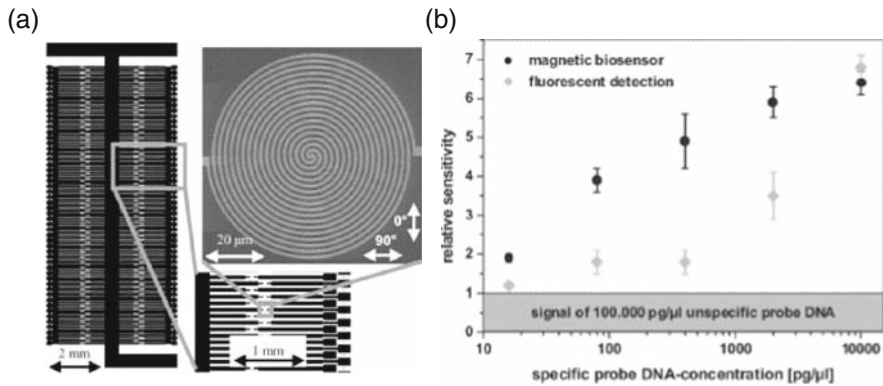 (a)
2 mm
20 µm
0°
90°
1 mm
(b)
relative sensitivity
7
6
5
4
3
2
1
0
magnetic biosensor
fluorescent detection
signal of 100.000 pg/µl unspecific probe DNA
10 100 1000 10000
specific probe DNA-concentration [pg/µl]